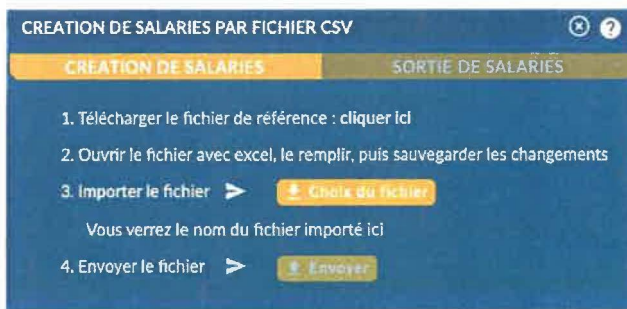 CREATION DE SALARIES PAR FICHIER CSV
CREATION DE SALARIES SORTIE DE SALARIES
1. Télécharger le fichier de référence : cliquer ici
2. Ouvrir le fichier avec excel, le remplir, puis sauvegarder les changements
3. Importer le fichier Choix du fichier
Vous verrez le nom du fichier importé ici
4. Envoyer le fichier Envoyer